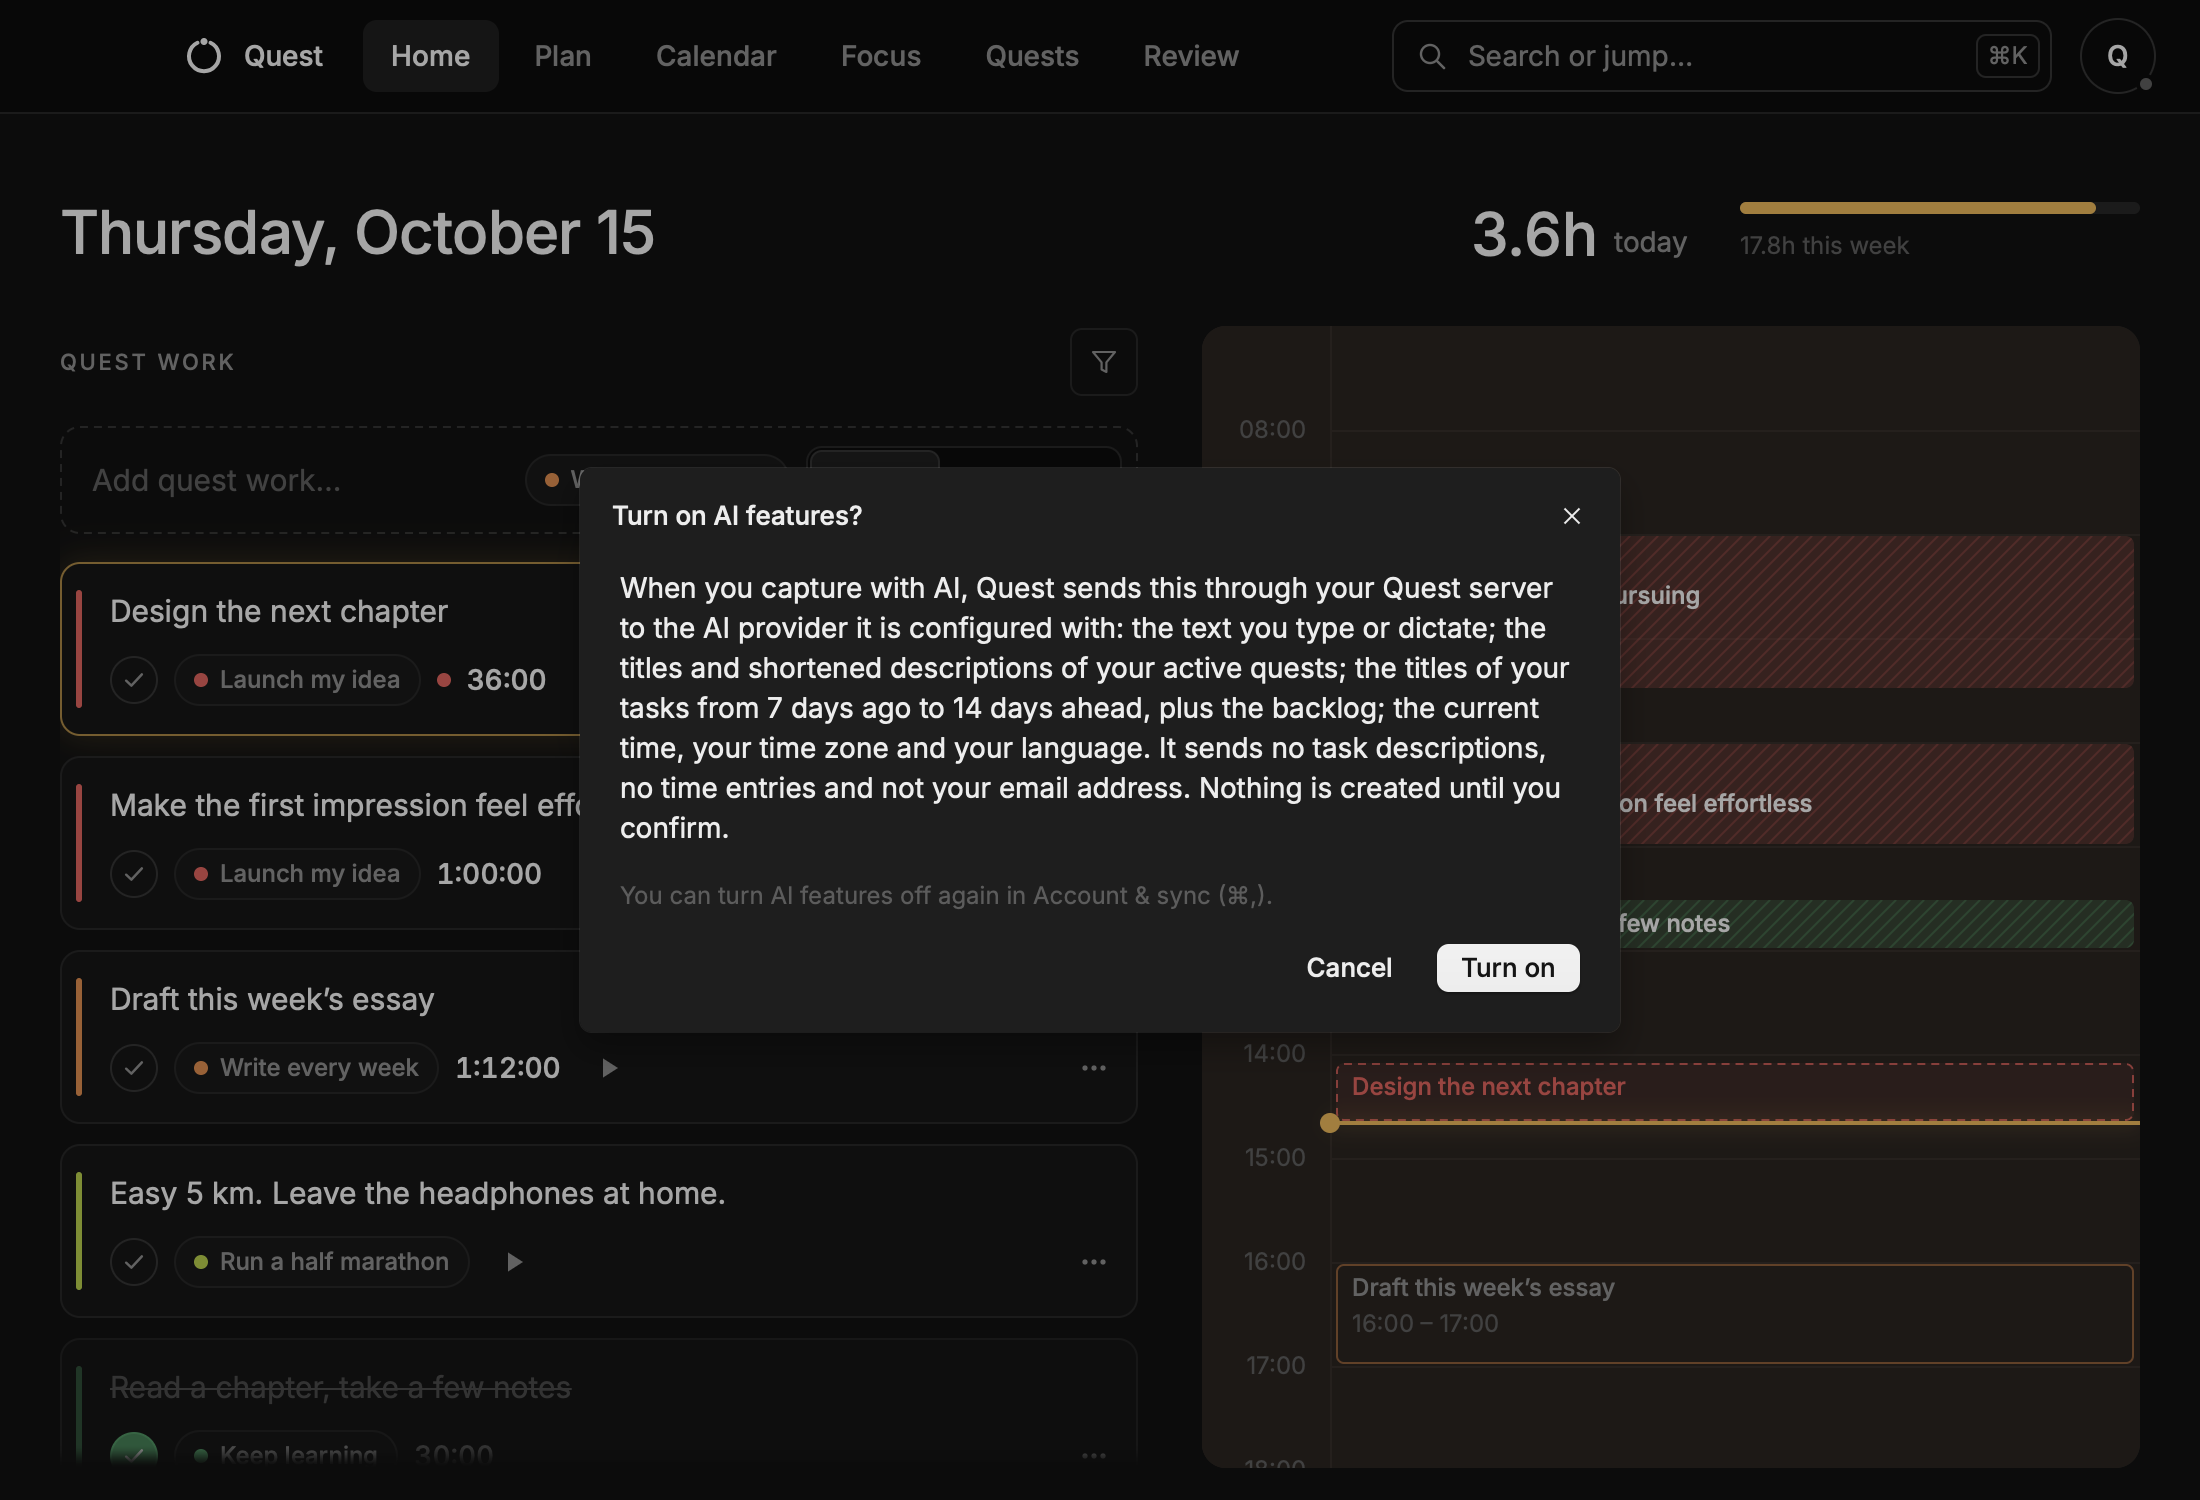 Quest
Home
Plan
Calendar
Focus
Quests
Review
Search or jump...
⌘K
Q
Thursday, October 15
3.6h today
17.8h this week
QUEST WORK
Add quest work...
Design the next chapter
Launch my idea
36:00
Make the first impression feel
Launch my idea
1:00:00
Draft this week’s essay
Write every week
1:12:00
Easy 5 km. Leave the headphones at home.
Run a half marathon
Read a chapter, take a few notes
Keep learning
30:00
Turn on AI features?
When you capture with AI, Quest sends this through your Quest server
to the AI provider it is configured with: the text you type or dictate; the
titles and shortened descriptions of your active quests; the titles of your
tasks from 7 days ago to 14 days ahead, plus the backlog; the current
time, your time zone and your language. It sends no task descriptions,
no time entries and not your email address. Nothing is created until you
confirm.
You can turn AI features off again in Account & sync (⌘,).
Cancel
Turn on
08:00
on feel effortless
few notes
14:00
Design the next chapter
15:00
16:00
Draft this week’s essay
16:00 – 17:00
17:00